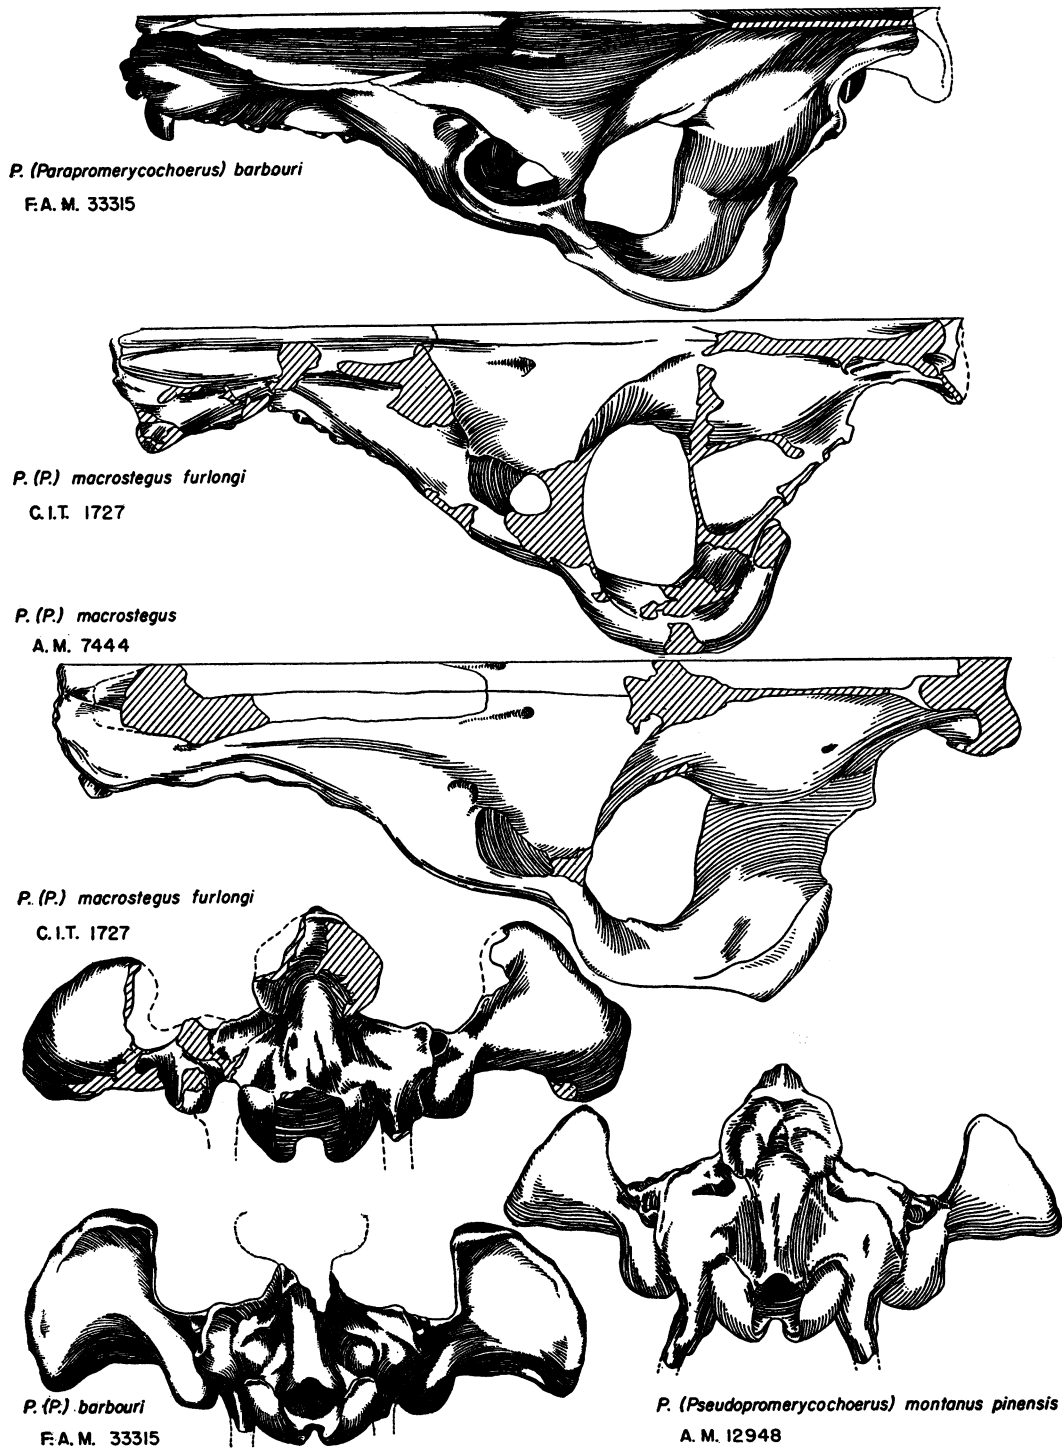 P. (Parapromerycochoerus) barbouri
F.A.M. 33315
P. (P.) macrostegus furlongi
C.I.T. 1727
P. (P.) macrostegus
A.M. 7444
P. (P.) macrostegus furlongi
C.I.T. 1727
P. (P.) barbouri
F.A.M. 33315
P. (Pseudopromerycochoerus) montanus pinensis
A.M. 12948